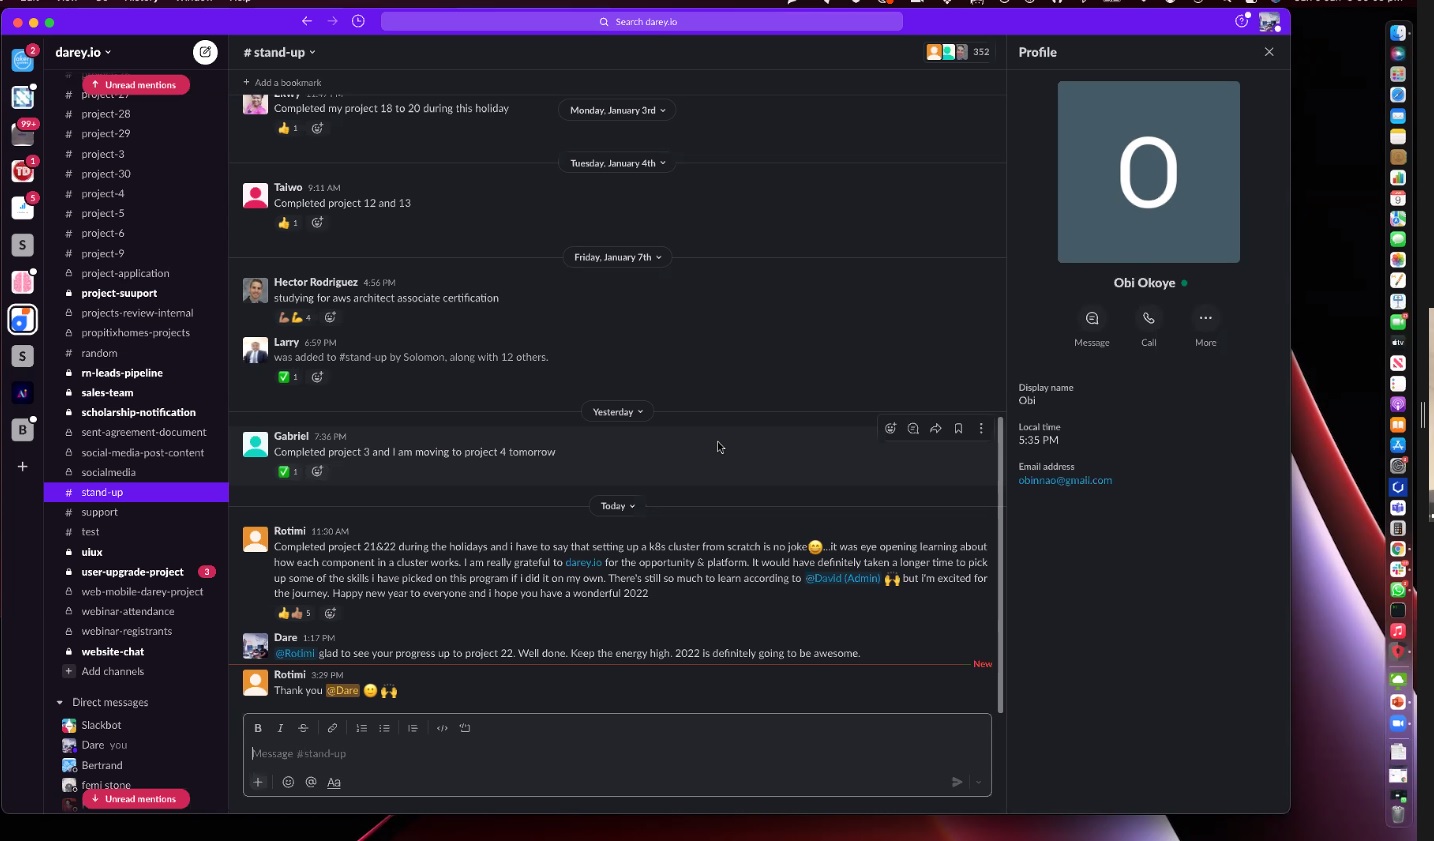 Search darey.io
darey.io
2
99+
1
5
S
S
B
Unread mentions
project-27
project-28
project-29
project-3
project-30
project-4
project-5
project-6
project-9
project-application
project-suuport
projects-review-internal
propitixhomes-projects
random
rn-leads-pipeline
sales-team
scholarship-notification
sent-agreement-document
social-media-post-content
socialmedia
stand-up
support
test
uiux
user-upgrade-project 3
web-mobile-darey-project
webinar-attendance
webinar-registrants
website-chat
Add channels
Direct messages
Slackbot
Dare you
Bertrand
femi stone
Unread mentions
# stand-up
352
+ Add a bookmark
Completed my project 18 to 20 during this holiday
👍 1
Monday, January 3rd
Tuesday, January 4th
Taiwo 9:11 AM
Completed project 12 and 13
👍 1
Friday, January 7th
Hector Rodriguez 4:56 PM
studying for aws architect associate certification
4
Larry 6:59 PM
was added to #stand-up by Solomon, along with 12 others.
✅ 1
Yesterday
Gabriel 7:36 PM
Completed project 3 and I am moving to project 4 tomorrow
✅ 1
Today
Rotimi 11:30 AM
Completed project 21&22 during the holidays and i have to say that setting up a k8s cluster from scratch is no joke😄...it was eye opening learning about
how each component in a cluster works. I am really grateful to darey.io for the opportunity & platform. It would have definitely taken a longer time to pick
up some of the skills i have picked on this program if i did it on my own. There's still so much to learn according to @David (Admin) 🙌 but i'm excited for
the journey. Happy new year to everyone and i hope you have a wonderful 2022
5
Dare 1:17 PM
@Rotimi glad to see your progress up to project 22. Well done. Keep the energy high. 2022 is definitely going to be awesome.
New
Rotimi 3:29 PM
Thank you @Dare 🙂 🙌
B I S
Message #stand-up
+ @ Aa
Profile
O
Obi Okoye
Message Call More
Display name
Obi
Local time
5:35 PM
Email address
obinnao@gmali.com